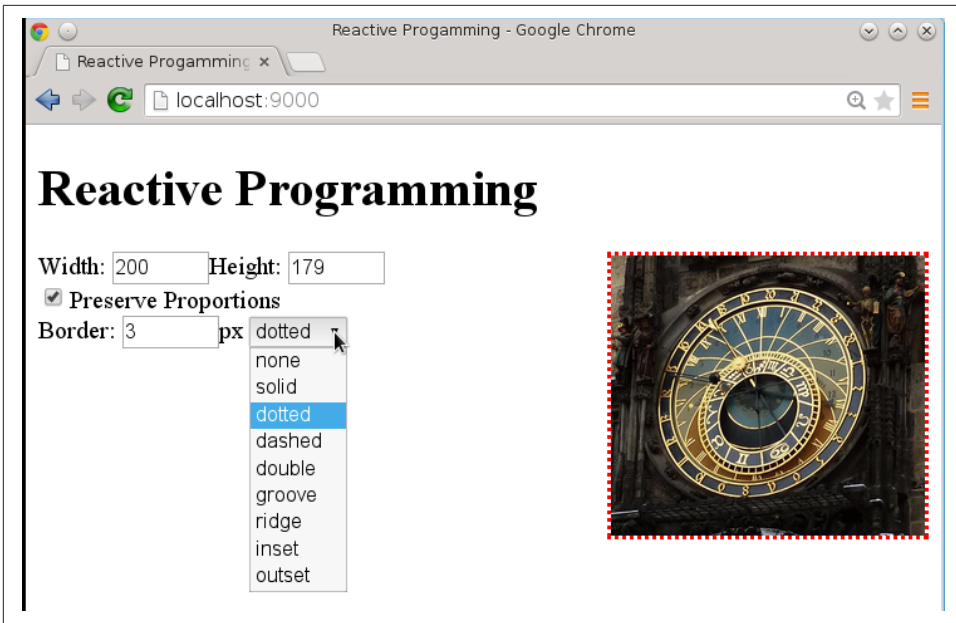 Reactive Progamming - Google Chrome
Reactive Progamming
localhost:9000
Reactive Programming
Width: 200 Height: 179
Preserve Proportions
Border: 3 px dotted
none
solid
dotted
dashed
double
groove
ridge
inset
outset